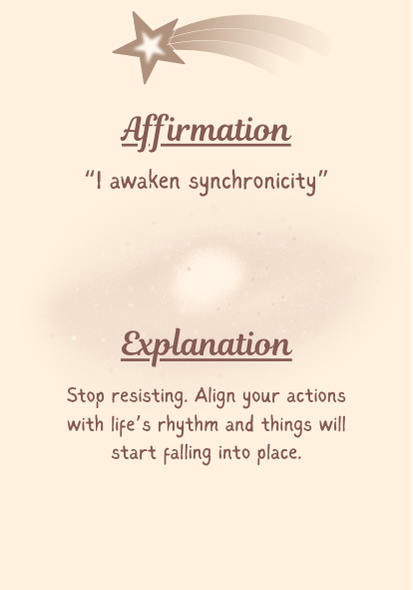 Affirmation
“I awaken synchronicity”
Explanation
Stop resisting. Align your actions
with life’s rhythm and things will
start falling into place.